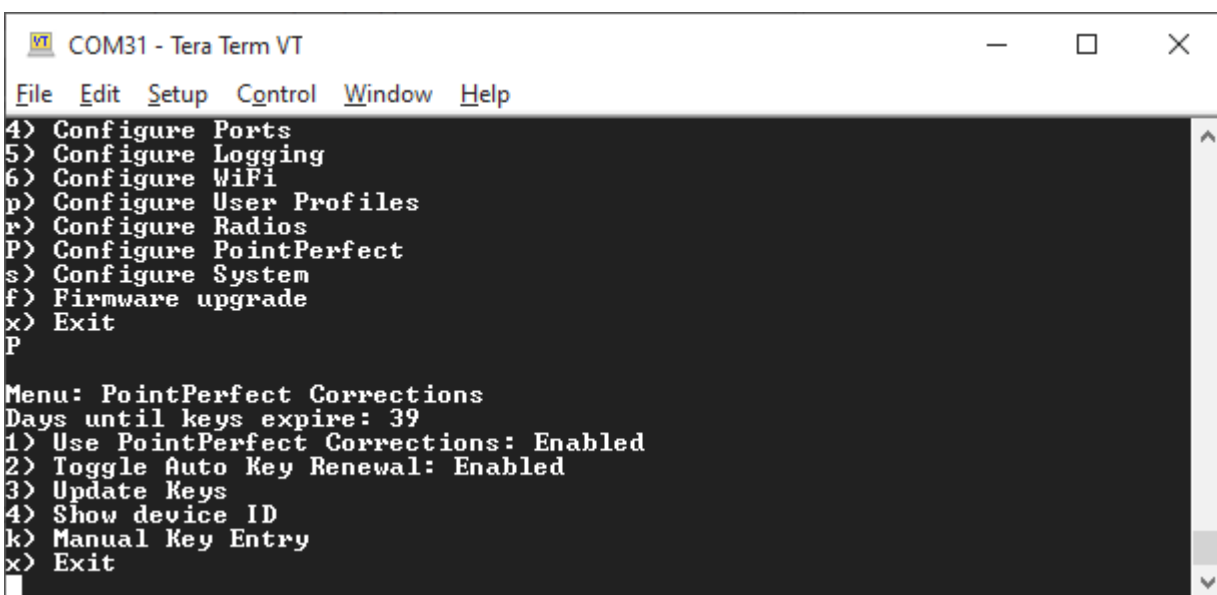 COM31 - Tera Term VT
File Edit Setup Control Window Help
4) Configure Ports
5) Configure Logging
6) Configure WiFi
p) Configure User Profiles
r) Configure Radios
P) Configure PointPerfect
s) Configure System
f) Firmware upgrade
x) Exit
P
Menu: PointPerfect Corrections
Days until keys expire: 39
1) Use PointPerfect Corrections: Enabled
2) Toggle Auto Key Renewal: Enabled
3) Update Keys
4) Show device ID
k) Manual Key Entry
x) Exit